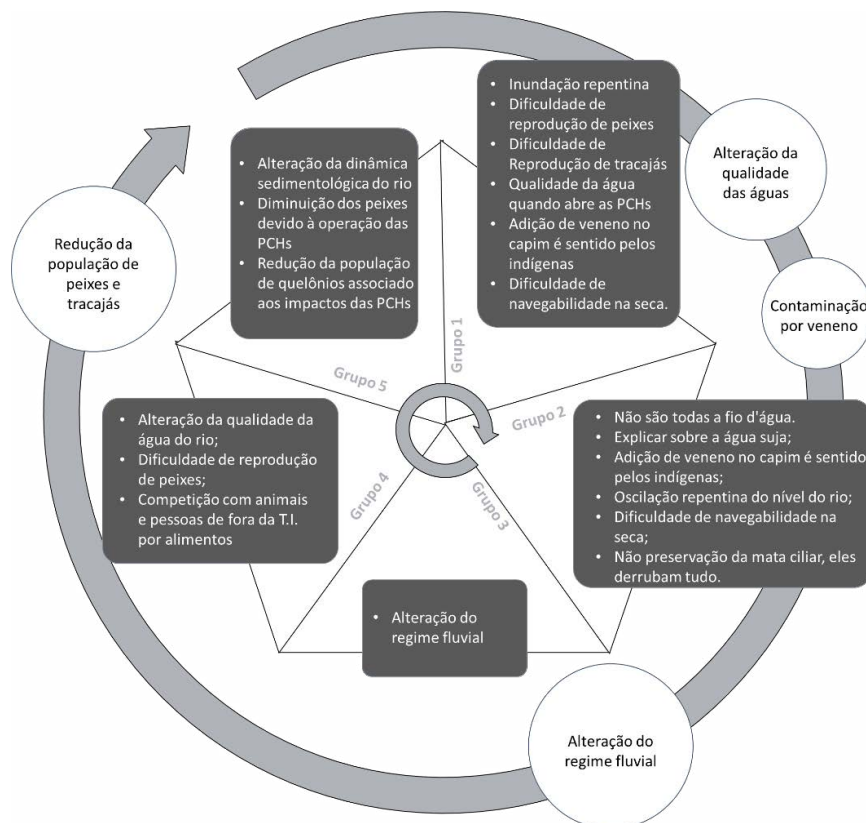 • Inundação repentina
• Dificuldade de
reprodução de peixes
• Dificuldade de
Reprodução de tracajás
• Qualidade da água
quando abre as PCHs
• Adição de veneno no
capim é sentido pelos
indígenas
• Dificuldade de
navegabilidade na seca.
• Alteração da dinâmica
sedimentológica do rio
• Diminuição dos peixes
devido à operação das
PCHs
• Redução da população
de quelônios associado
aos impactos das PCHs
Alteração da
qualidade
das águas
Redução da
população de
peixes e
tracajás
Contaminação
por veneno
Grupo 1
Grupo 2
Grupo 3
Grupo 4
Grupo 5
• Não são todas a fio d'água.
• Explicar sobre a água suja;
• Adição de veneno no capim é sentido
pelos indígenas;
• Oscilação repentina do nível do rio;
• Dificuldade de navegabilidade na
seca;
• Não preservação da mata ciliar, eles
derrubam tudo.
• Alteração da qualidade da
água do rio;
• Dificuldade de reprodução
de peixes;
• Competição com animais
e pessoas de fora da T.I.
por alimentos
• Alteração do
regime fluvial
Alteração do
regime fluvial